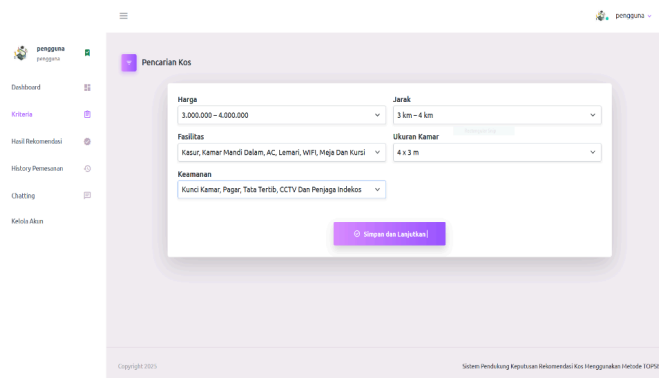 pengguna
pengguna
pengguna
Dashboard
Kriteria
Hasil Rekomendasi
History Pemesanan
Chatting
Kelola Akun
Pencarian Kos
Harga
Jarak
3.000.000 – 4.000.000
3 km – 4 km
Fasilitas
Ukuran Kamar
Kasur, Kamar Mandi Dalam, AC, Lemari, WIFI, Meja Dan Kursi
4 x 3 m
Keamanan
Kunci Kamar, Pagar, Tata Tertib, CCTV Dan Penjaga Indekos
Simpan dan Lanjutkan
Copyright 2025
Sistem Pendukung Keputusan Rekomendasi Kos Menggunakan Metode TOPSI